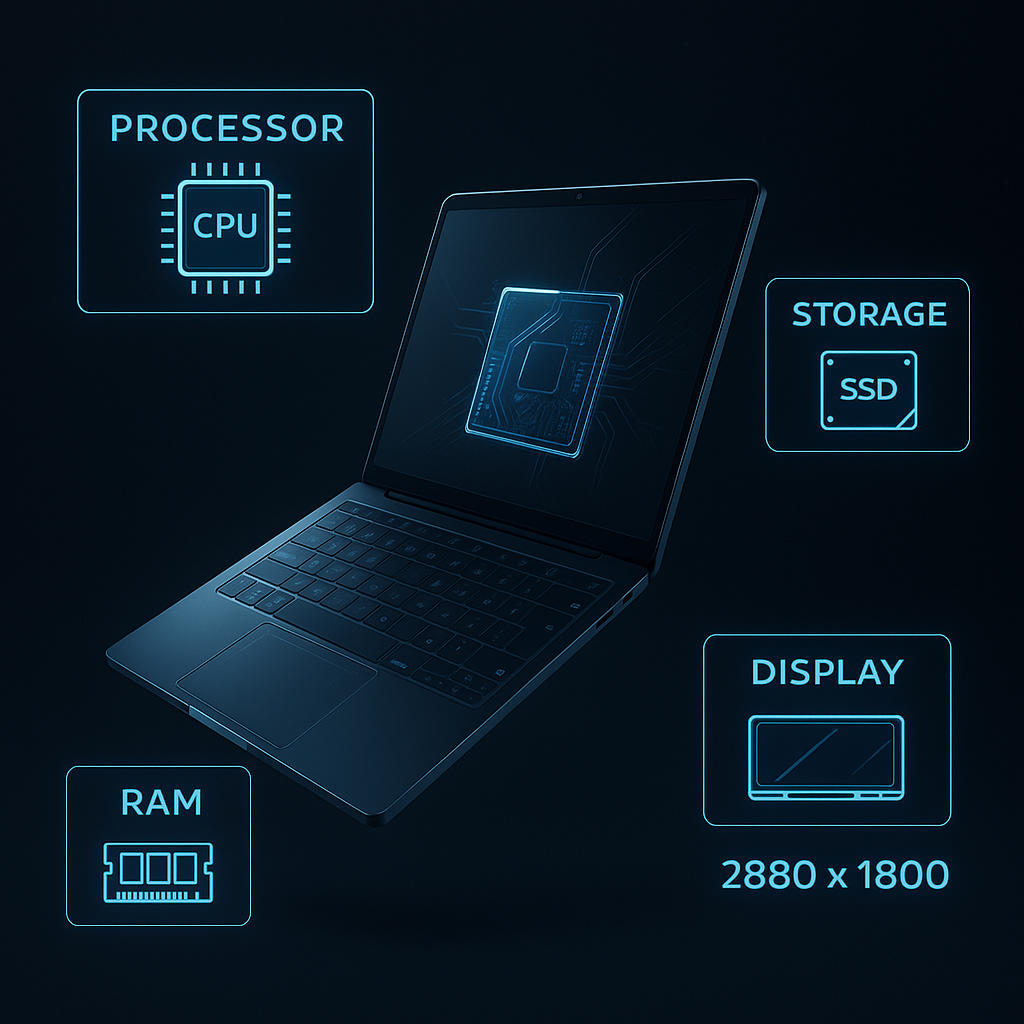 PROCESSOR
CPU
STORAGE
SSD
DISPLAY
2880 x 1800
RAM